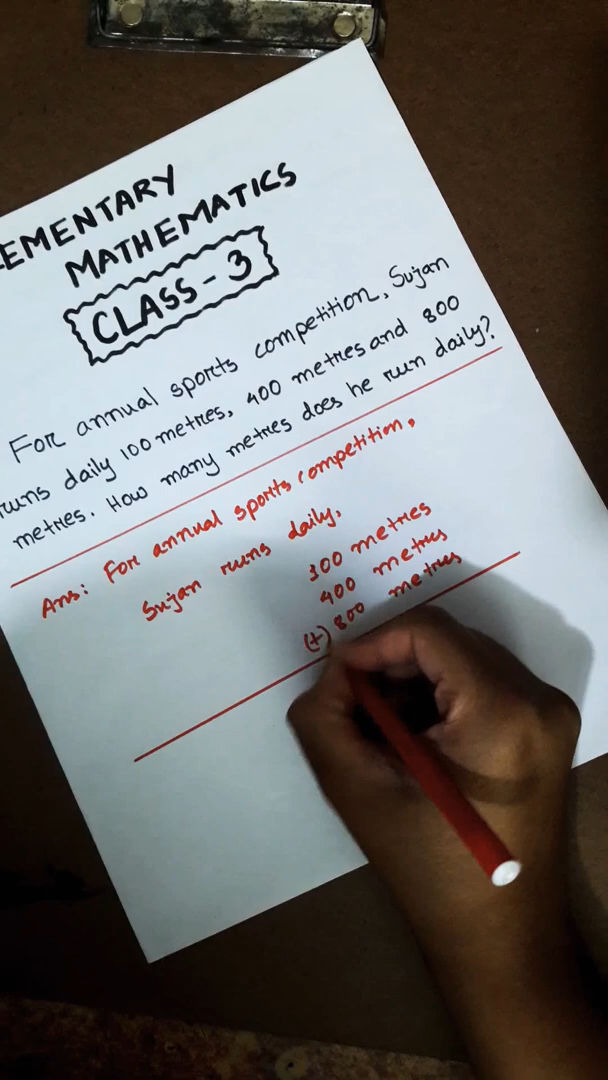 EMENTARY
MATHEMATICS
CLASS-3
For annual sports competition, Sujan
runs daily 100 metres, 400 metres and 800
metres. How many metres does he run daily?
Ans: For annual sports competition,
Sujan runs daily,
100 metres
400 metres
(+) 800 metres